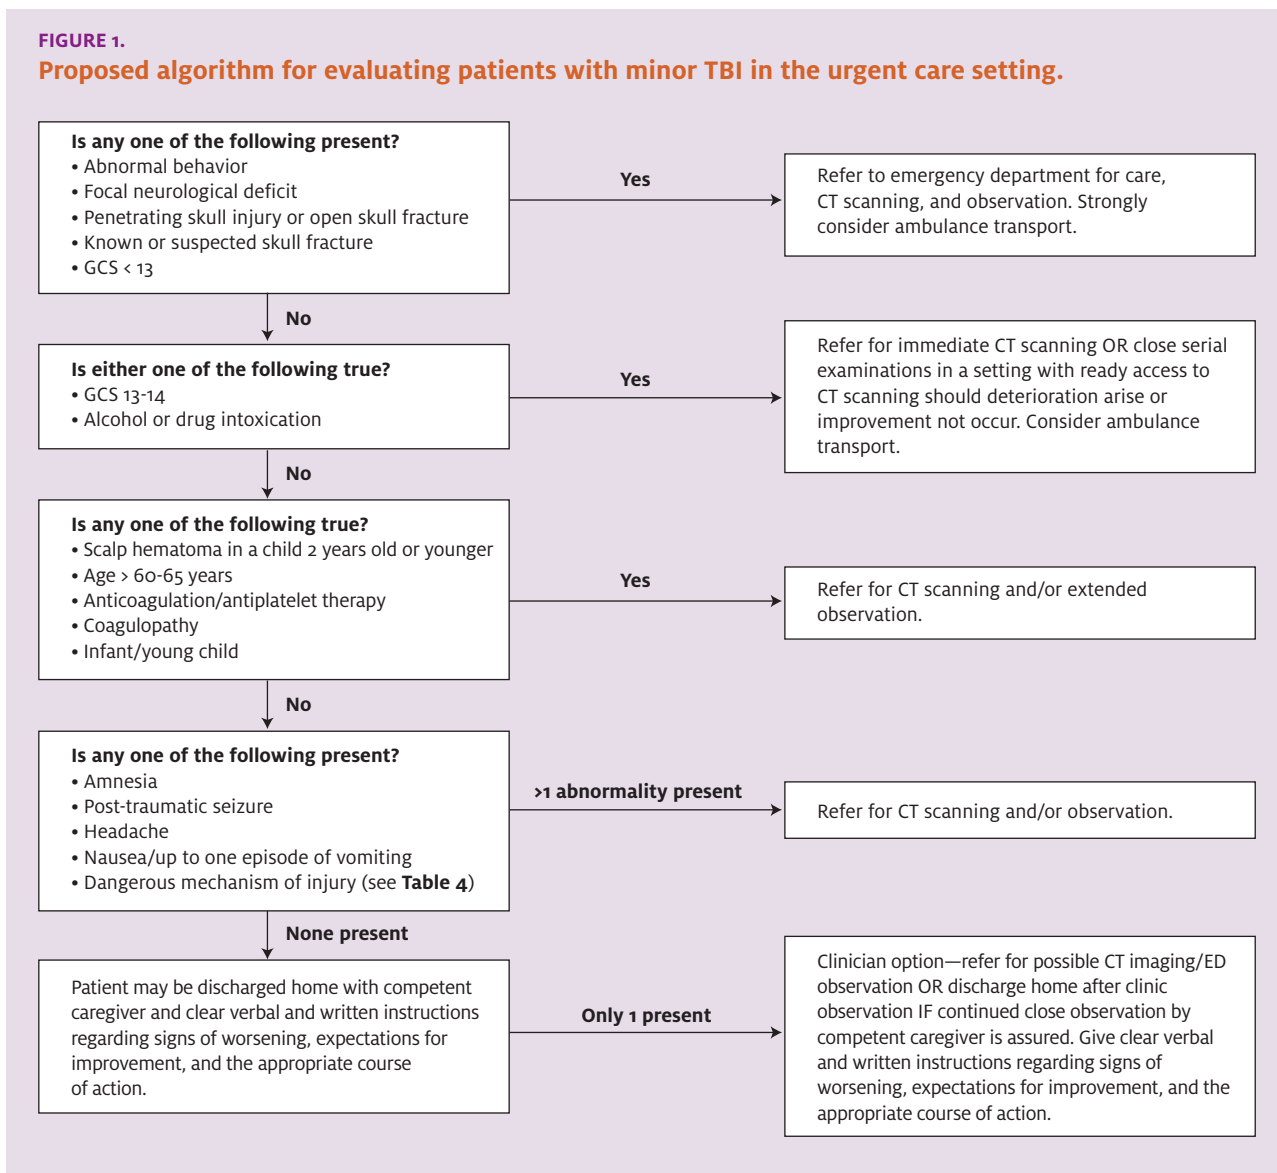 FIGURE 1.
Proposed algorithm for evaluating patients with minor TBI in the urgent care setting.
Is any one of the following present?
• Abnormal behavior
• Focal neurological deficit
• Penetrating skull injury or open skull fracture
• Known or suspected skull fracture
• GCS < 13
Yes
Refer to emergency department for care,
CT scanning, and observation. Strongly
consider ambulance transport.
No
Is either one of the following true?
• GCS 13-14
• Alcohol or drug intoxication
Yes
Refer for immediate CT scanning OR close serial
examinations in a setting with ready access to
CT scanning should deterioration arise or
improvement not occur. Consider ambulance
transport.
No
Is any one of the following true?
• Scalp hematoma in a child 2 years old or younger
• Age > 60-65 years
• Anticoagulation/antiplatelet therapy
• Coagulopathy
• Infant/young child
Yes
Refer for CT scanning and/or extended
observation.
No
Is any one of the following present?
• Amnesia
• Post-traumatic seizure
• Headache
• Nausea/up to one episode of vomiting
• Dangerous mechanism of injury (see Table 4)
>1 abnormality present
Refer for CT scanning and/or observation.
None present
Patient may be discharged home with competent
caregiver and clear verbal and written instructions
regarding signs of worsening, expectations for
improvement, and the appropriate course
of action.
Only 1 present
Clinician option—refer for possible CT imaging/ED
observation OR discharge home after clinic
observation IF continued close observation by
competent caregiver is assured. Give clear verbal
and written instructions regarding signs of
worsening, expectations for improvement, and the
appropriate course of action.